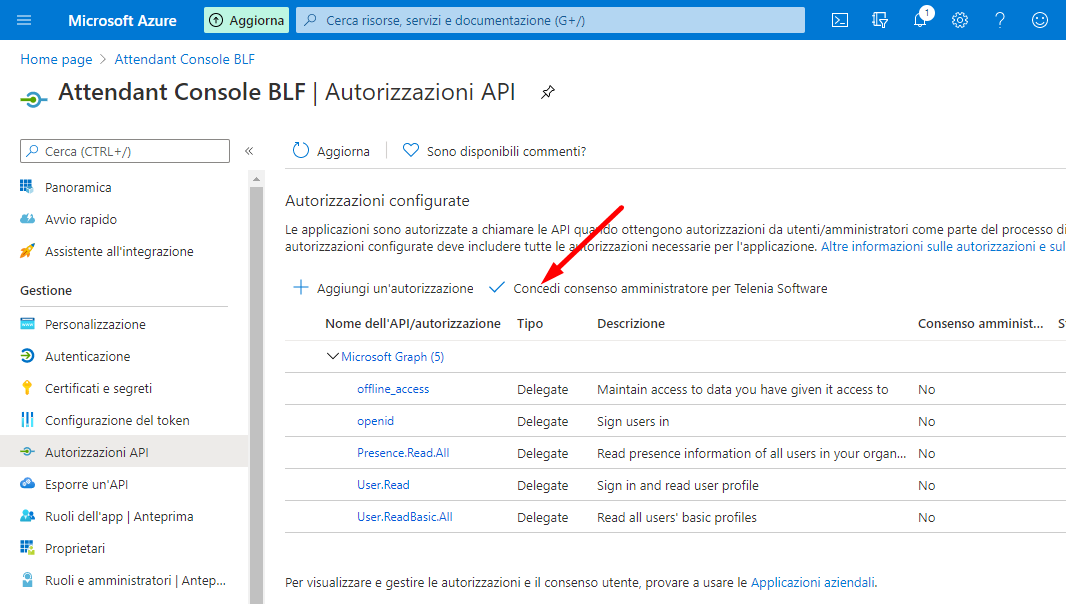 Microsoft Azure Aggiorna Cerca risorse, servizi e documentazione (G+/) 1
Home page > Attendant Console BLF
Attendant Console BLF | Autorizzazioni API
Cerca (CTRL+/) «
Panoramica
Avvio rapido
Assistente all'integrazione
Gestione
Personalizzazione
Autenticazione
Certificati e segreti
Configurazione del token
Autorizzazioni API
Esporre un'API
Ruoli dell'app | Anteprima
Proprietari
Ruoli e amministratori | Antep...
Aggiorna Sono disponibili commenti?
Autorizzazioni configurate
Le applicazioni sono autorizzate a chiamare le API quando ottengono autorizzazioni da utenti/amministratori come parte del processo di
autorizzazioni configurate deve includere tutte le autorizzazioni necessarie per l'applicazione. Altre informazioni sulle autorizzazioni e sul
Aggiungi un'autorizzazione Concedi consenso amministratore per Telenia Software
Nome dell'API/autorizzazione Tipo Descrizione Consenso amminist... S
Microsoft Graph (5)
offline_access Delegate Maintain access to data you have given it access to No
openid Delegate Sign users in No
Presence.Read.All Delegate Read presence information of all users in your organ... No
User.Read Delegate Sign in and read user profile No
User.ReadBasic.All Delegate Read all users' basic profiles No
Per visualizzare e gestire le autorizzazioni e il consenso utente, provare a usare le Applicazioni aziendali.